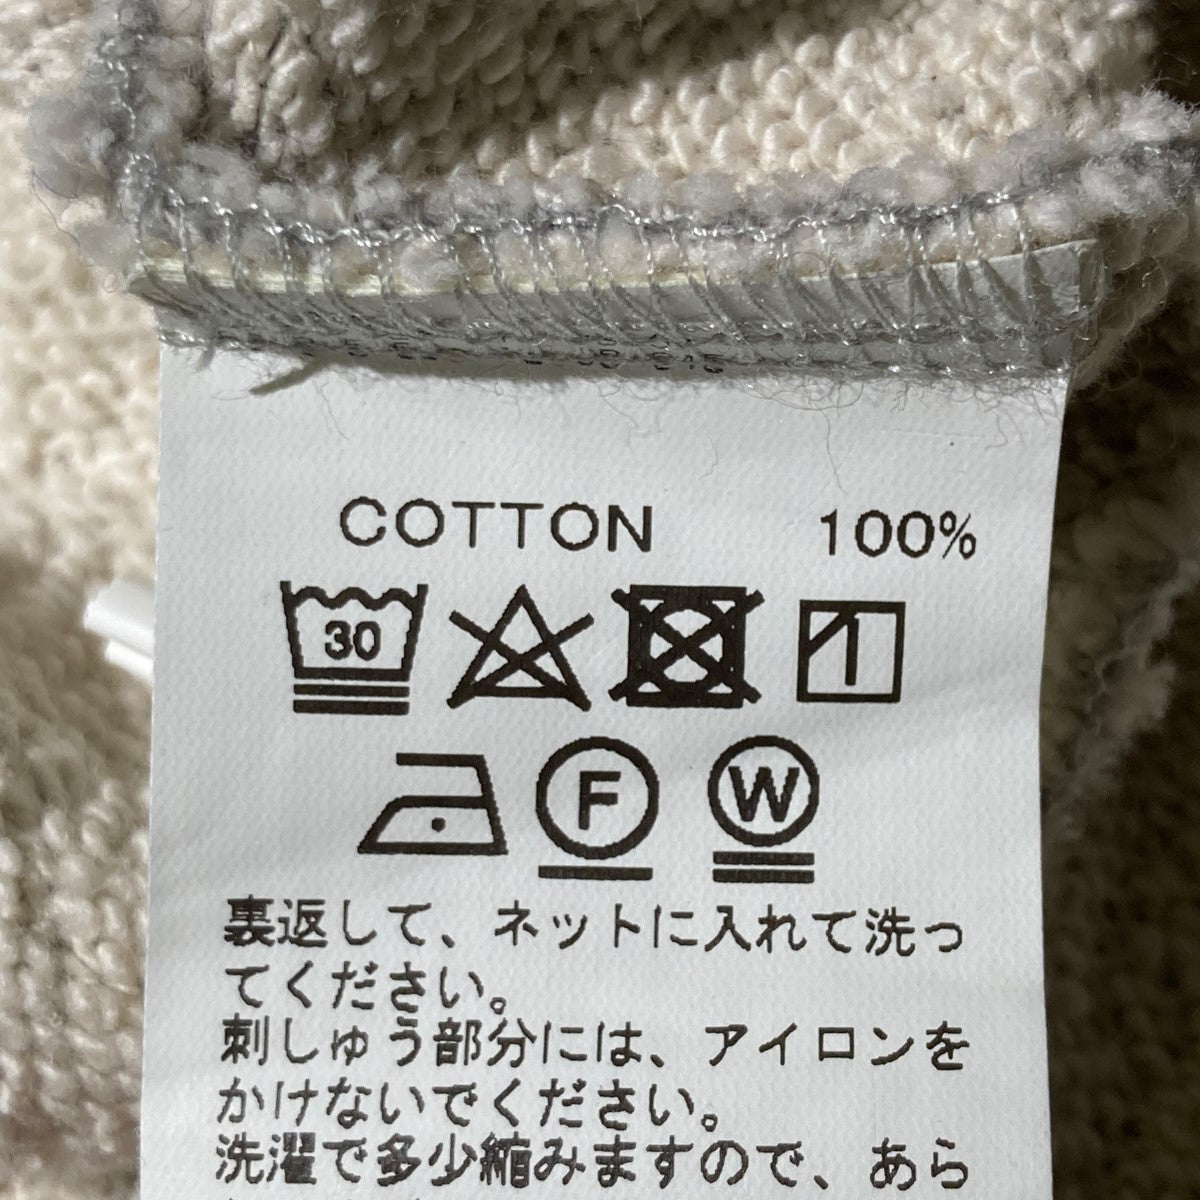 COTTON 100%
30
F W
裏返して、ネットに入れて洗っ
てください。
刺しゅう部分には、アイロンを
かけないでください。
洗濯で多少縮みますので、あら